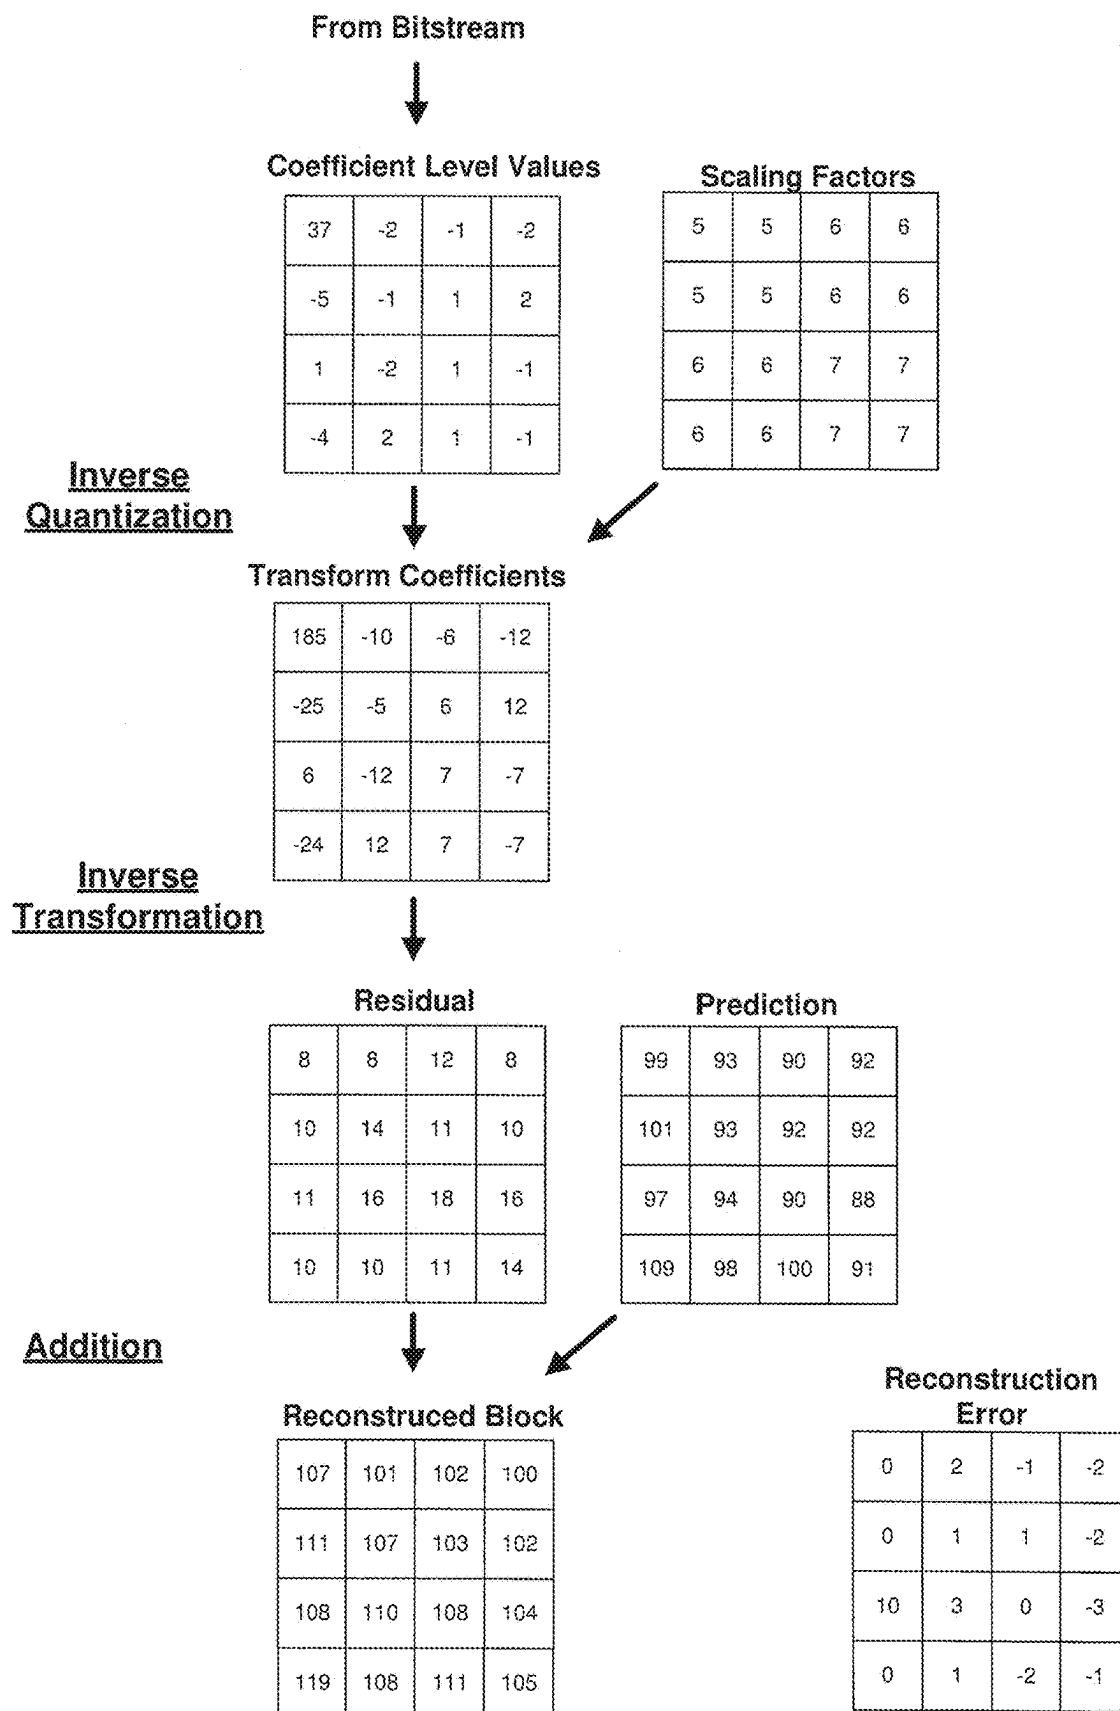 From Bitstream
Coefficient Level Values
37 -2 -1 -2
-5 -1 1 2
1 -2 1 -1
-4 2 1 -1
Scaling Factors
5 5 6 6
5 5 6 6
6 6 7 7
6 6 7 7
Inverse
Quantization
Transform Coefficients
185 -10 -6 -12
-25 -5 6 12
6 -12 7 -7
-24 12 7 -7
Inverse
Transformation
Residual
8 8 12 8
10 14 11 10
11 16 18 16
10 10 11 14
Prediction
99 93 90 92
101 93 92 92
97 94 90 88
109 98 100 91
Addition
Reconstruced Block
107 101 102 100
111 107 103 102
108 110 108 104
119 108 111 105
Reconstruction
Error
0 2 -1 -2
0 1 1 -2
10 3 0 -3
0 1 -2 -1